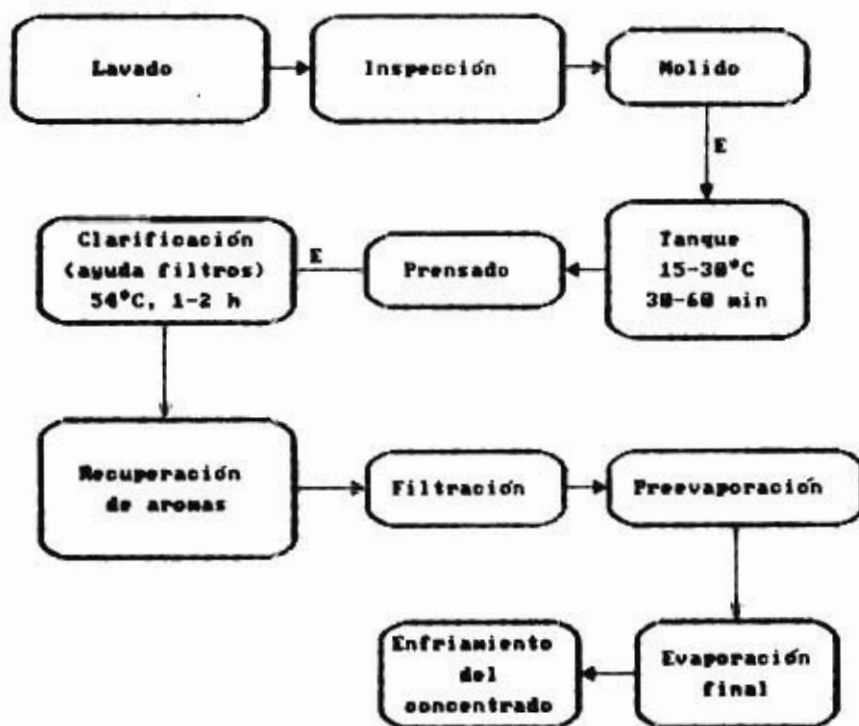 Lavado
Inspección
Molido
E
Tanque
15-30°C
30-60 min
Prensado
E
Clarificación
(ayuda filtros)
50°C, 1-2 h
Recuperación
de aromas
Filtración
Preevaporación
Evaporación
final
Enfriamiento
del
concentrado